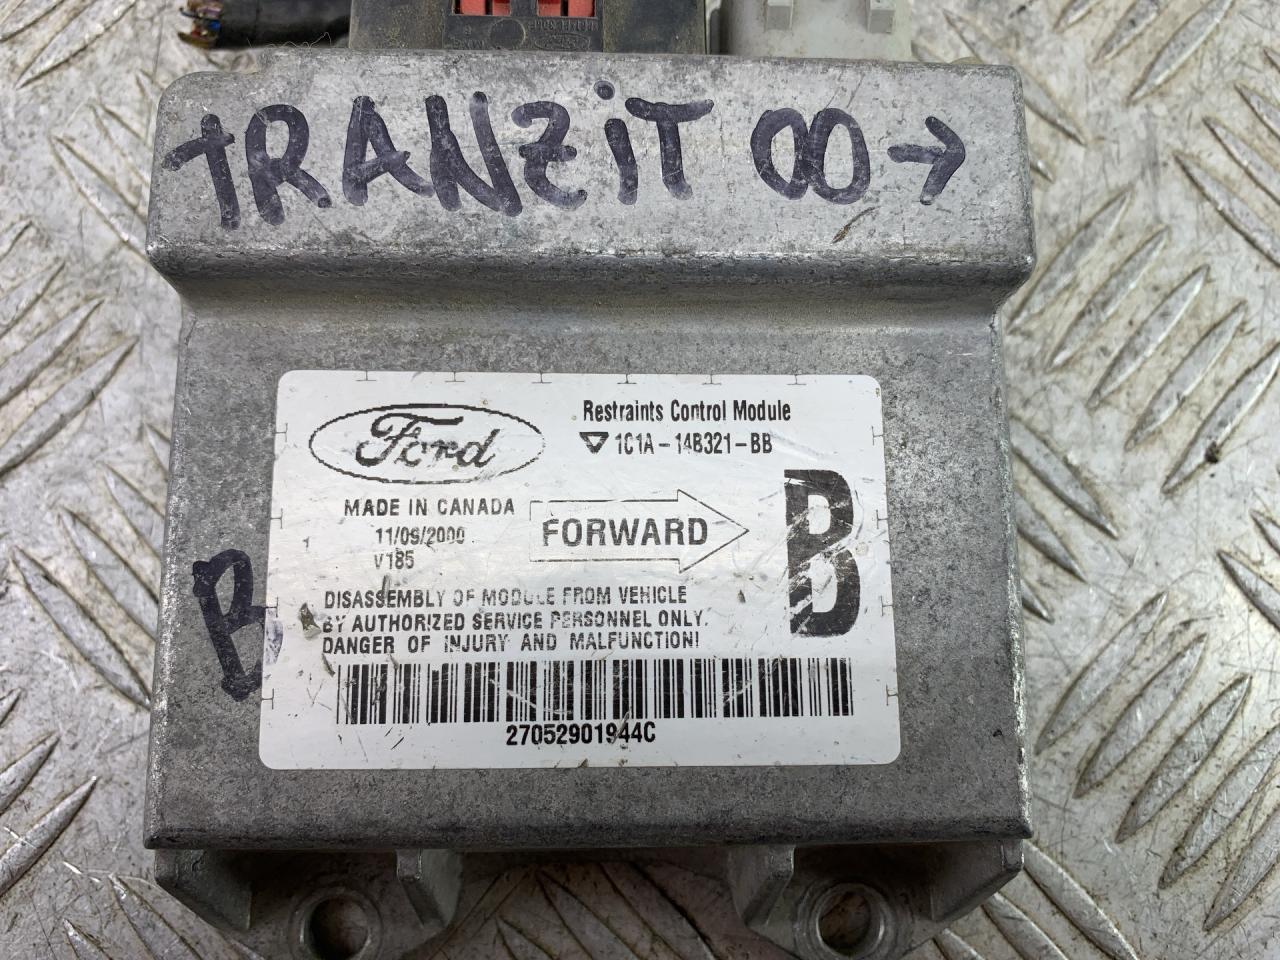 TRANZiT 00→
Ford
Restraints Control Module
1C1A-14B321-BB
MADE IN CANADA
11/09/2000
V185
FORWARD
B
B
DISASSEMBLY OF MODULE FROM VEHICLE
BY AUTHORIZED SERVICE PERSONNEL ONLY.
DANGER OF INJURY AND MALFUNCTION!
27052901944C